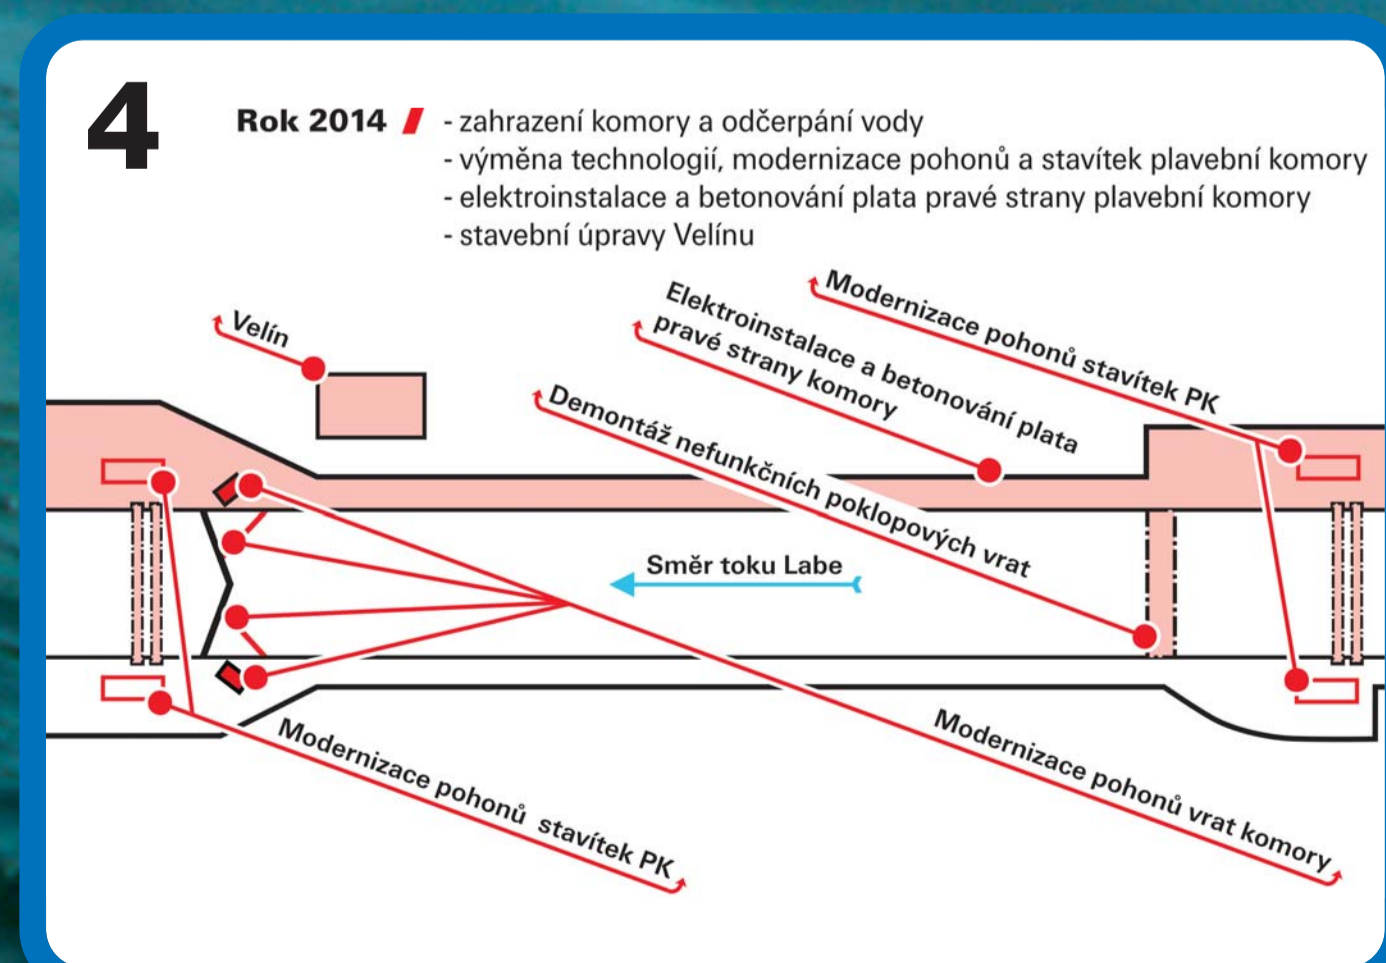 4
Rok 2014 - zahrazení komory a odčerpání vody
- výměna technologií, modernizace pohonů a stavítek plavební komory
- elektroinstalace a betonování plata pravé strany plavební komory
- stavební úpravy Velínu
Velín
Elektroinstalace a betonování plata
pravé strany komory
Modernizace pohonů stavítek PK
Demontáž nefunkčních poklopových vrat
Směr toku Labe
Modernizace pohonů stavítek PK
Modernizace pohonů vrat komory